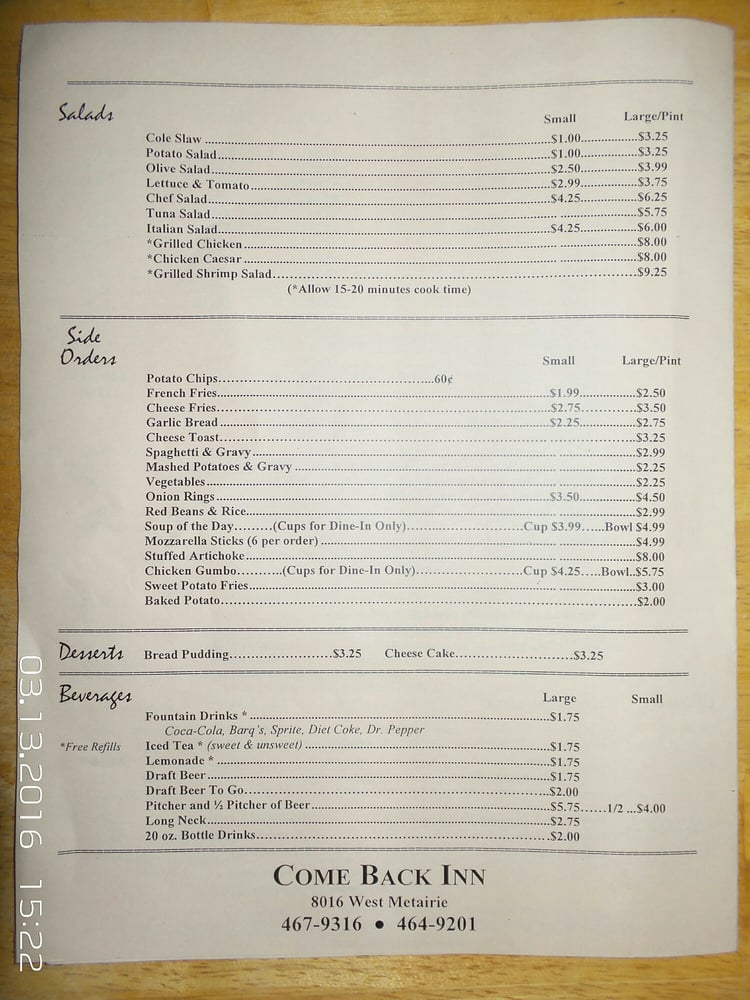 Salads
Small Large/Pint
Cole Slaw ........ $1.00 ........ $3.25
Potato Salad ........ $1.00 ........ $3.25
Olive Salad ........ $2.50 ........ $3.99
Lettuce & Tomato ........ $2.99 ........ $3.75
Chef Salad ........ $4.25 ........ $6.25
Tuna Salad ........ $5.75
Italian Salad ........ $4.25 ........ $6.00
*Grilled Chicken ........ $8.00
*Chicken Caesar ........ $8.00
*Grilled Shrimp Salad ........ $9.25
(*Allow 15-20 minutes cook time)
Side
Orders
Small Large/Pint
Potato Chips ........ 60¢
French Fries ........ $1.99 ........ $2.50
Cheese Fries ........ $2.75 ........ $3.50
Garlic Bread ........ $2.25 ........ $2.75
Cheese Toast ........ $3.25
Spaghetti & Gravy ........ $2.99
Mashed Potatoes & Gravy ........ $2.25
Vegetables ........ $2.25
Onion Rings ........ $3.50 ........ $4.50
Red Beans & Rice ........ $2.99
Soup of the Day ........ (Cups for Dine-In Only) ........ Cup $3.99 ..... Bowl $4.99
Mozzarella Sticks (6 per order) ........ $4.99
Stuffed Artichoke ........ $8.00
Chicken Gumbo ........ (Cups for Dine-In Only) ........ Cup $4.25 ..... Bowl..$5.75
Sweet Potato Fries ........ $3.00
Baked Potato ........ $2.00
Desserts Bread Pudding ........ $3.25 Cheese Cake ........ $3.25
Beverages
Large Small
Fountain Drinks * ........ $1.75
Coca-Cola, Barq's, Sprite, Diet Coke, Dr. Pepper
*Free Refills Iced Tea * (sweet & unsweet) ........ $1.75
Lemonade * ........ $1.75
Draft Beer ........ $1.75
Draft Beer To Go ........ $2.00
Pitcher and ½ Pitcher of Beer ........ $5.75 ...... 1/2 ...$4.00
Long Neck ........ $2.75
20 oz. Bottle Drinks ........ $2.00
COME BACK INN
8016 West Metairie
467-9316 ● 464-9201
03.13.2016 15:22